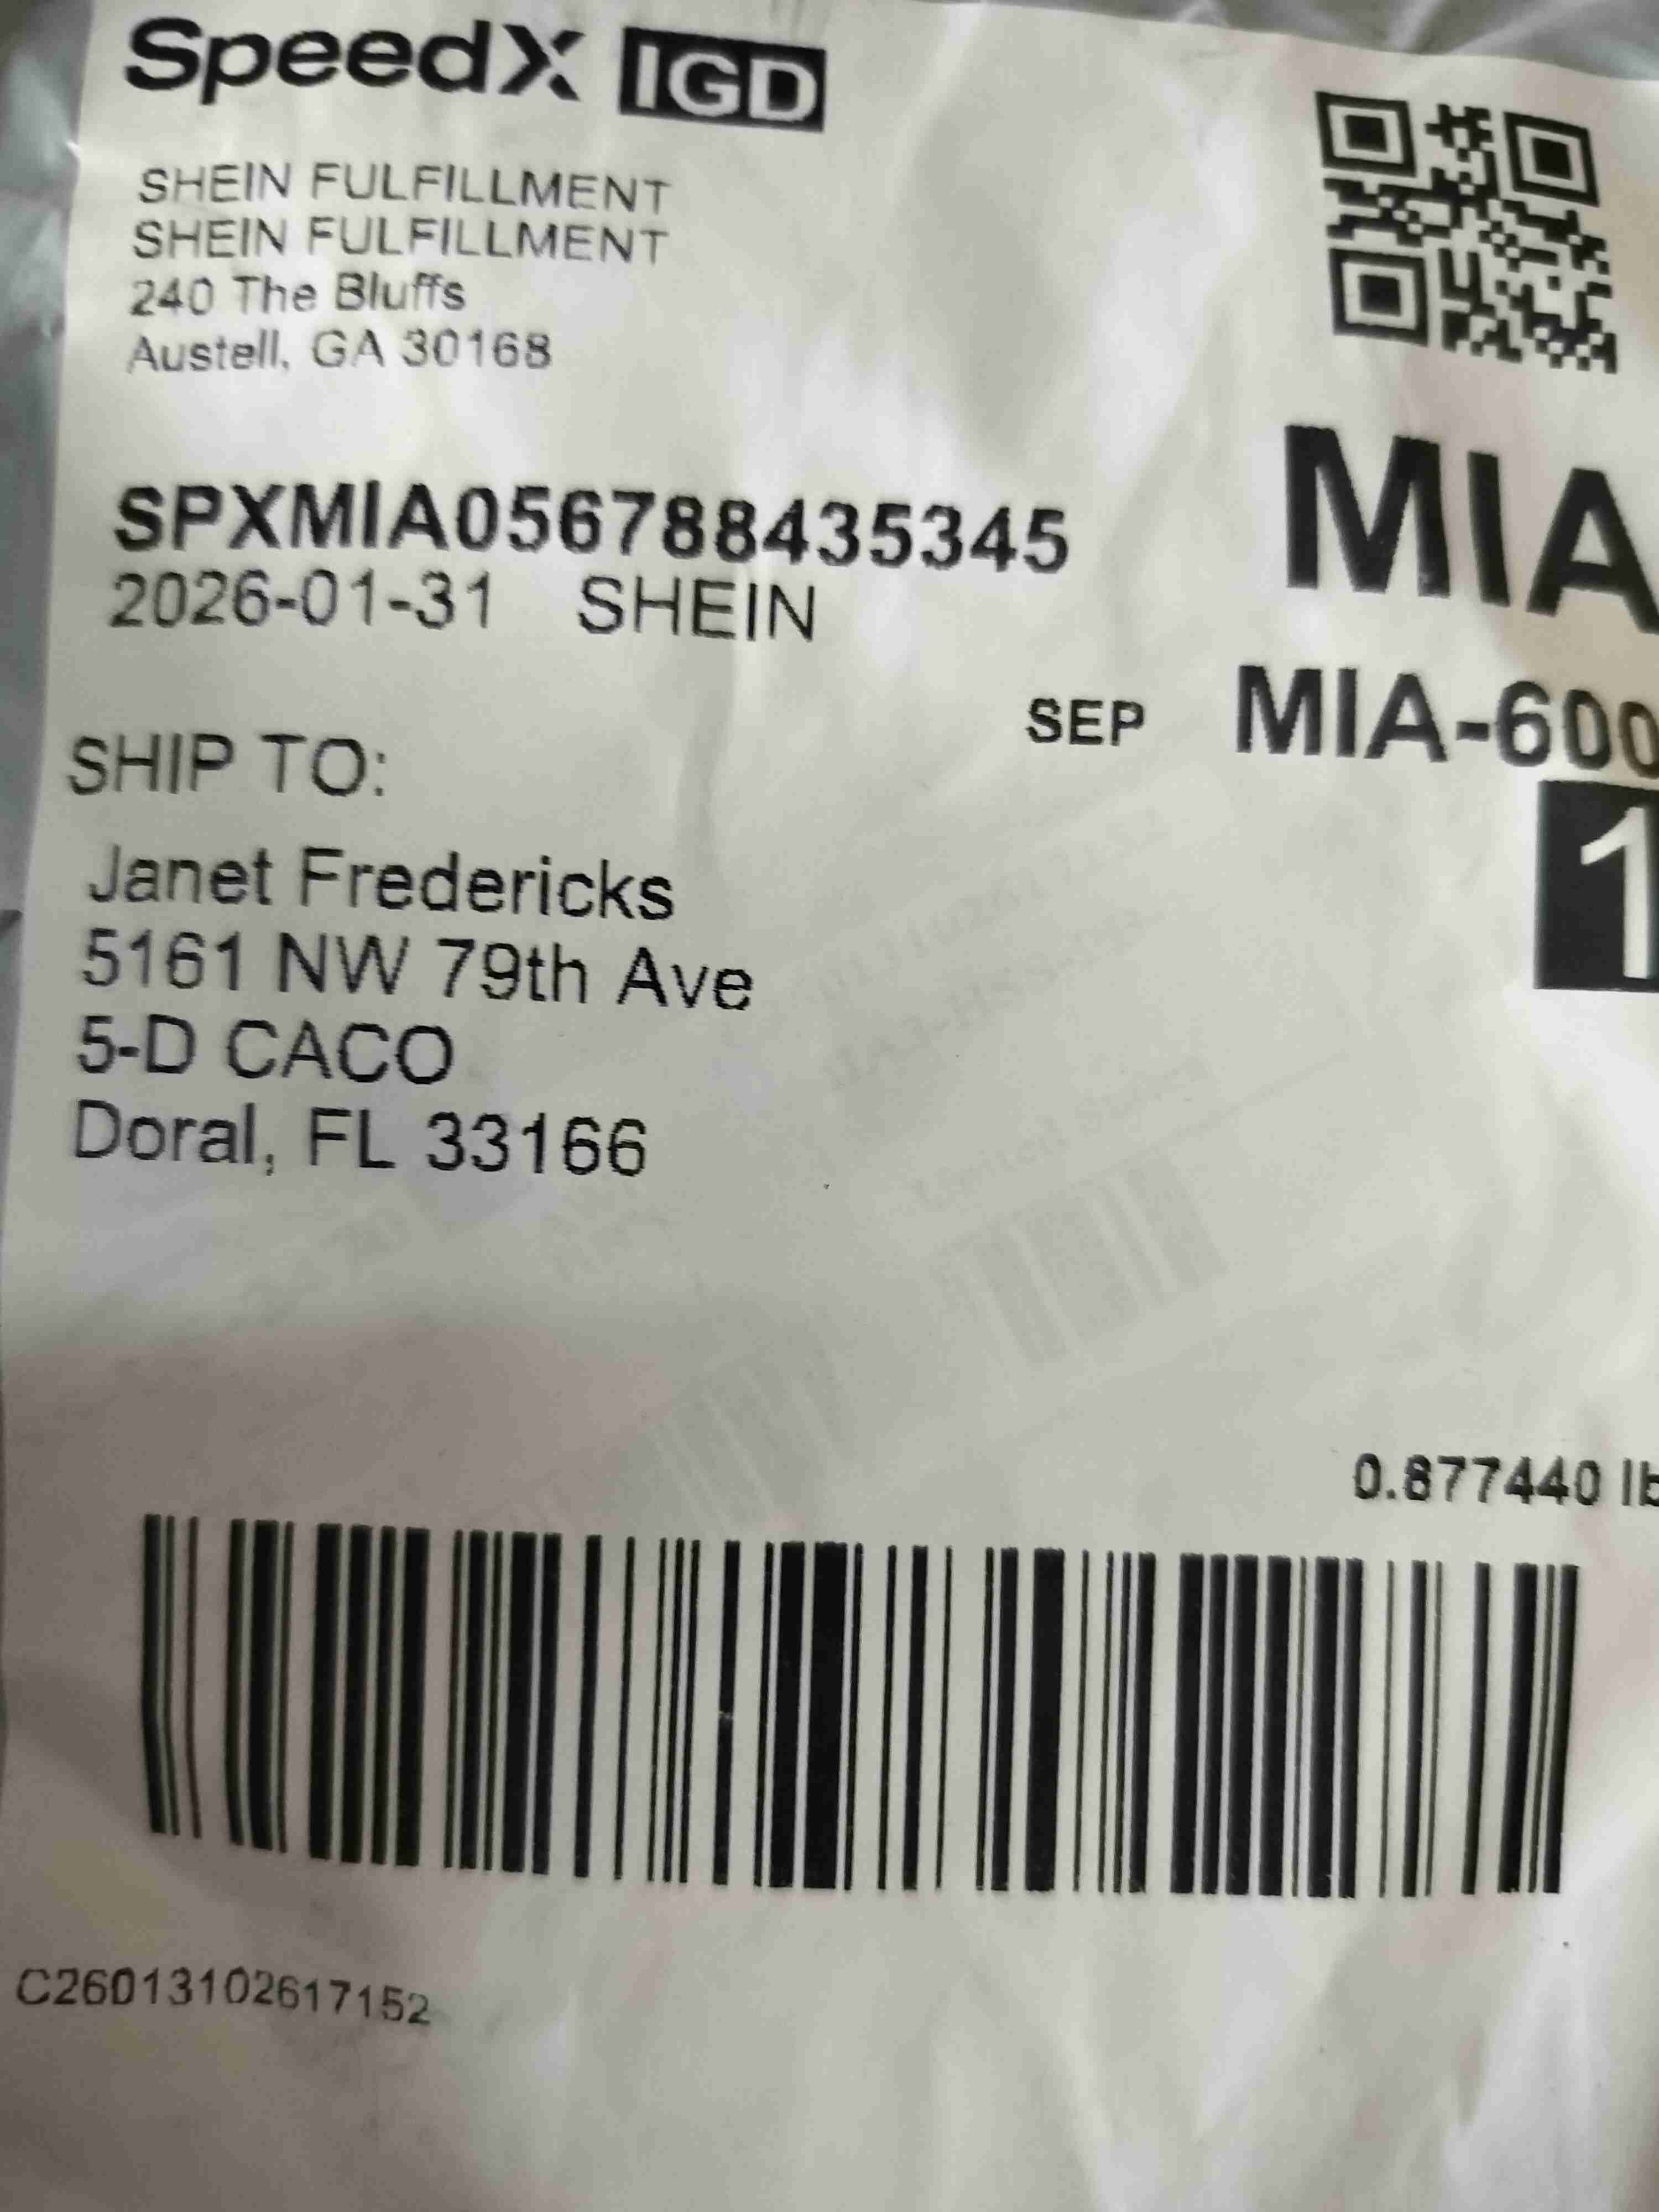 SpeedX IGD
SHEIN FULFILLMENT
SHEIN FULFILLMENT
240 The Bluffs
Austell, GA 30168
MIA
SPXMIA056788435345
2026-01-31 SHEIN
SEP MIA-600
1
SHIP TO:
Janet Fredericks
5161 NW 79th Ave
5-D CACO
Doral, FL 33166
0.877440 lb
C26013102617152